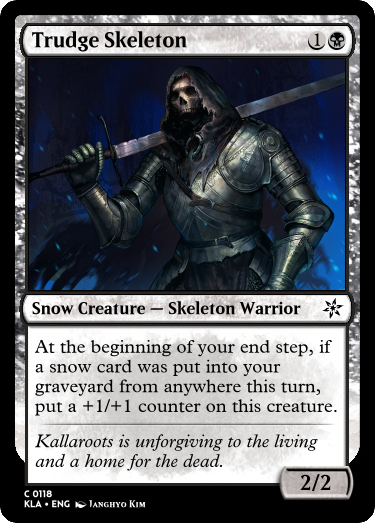 Trudge Skeleton 1
Snow Creature — Skeleton Warrior
At the beginning of your end step, if
a snow card was put into your
graveyard from anywhere this turn,
put a +1/+1 counter on this creature.
Kallaroots is unforgiving to the living
and a home for the dead.
2/2
C 0118
KLA • ENG Janghyo Kim